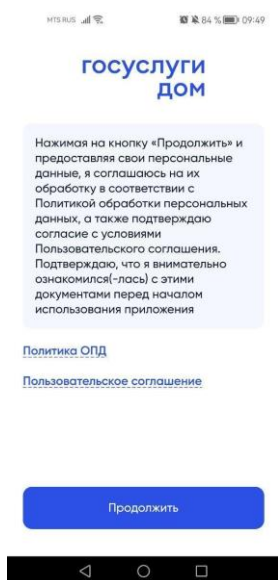 MTS RUS 84 % 09:49
госуслуги
дом
Нажимая на кнопку «Продолжить» и
предоставляя свои персональные
данные, я соглашаюсь на их
обработку в соответствии с
Политикой обработки персональных
данных, а также подтверждаю
согласие с условиями
Пользовательского соглашения.
Подтверждаю, что я внимательно
ознакомился(-лась) с этими
документами перед началом
использования приложения
Политика ОПД
Пользовательское соглашение
Продолжить